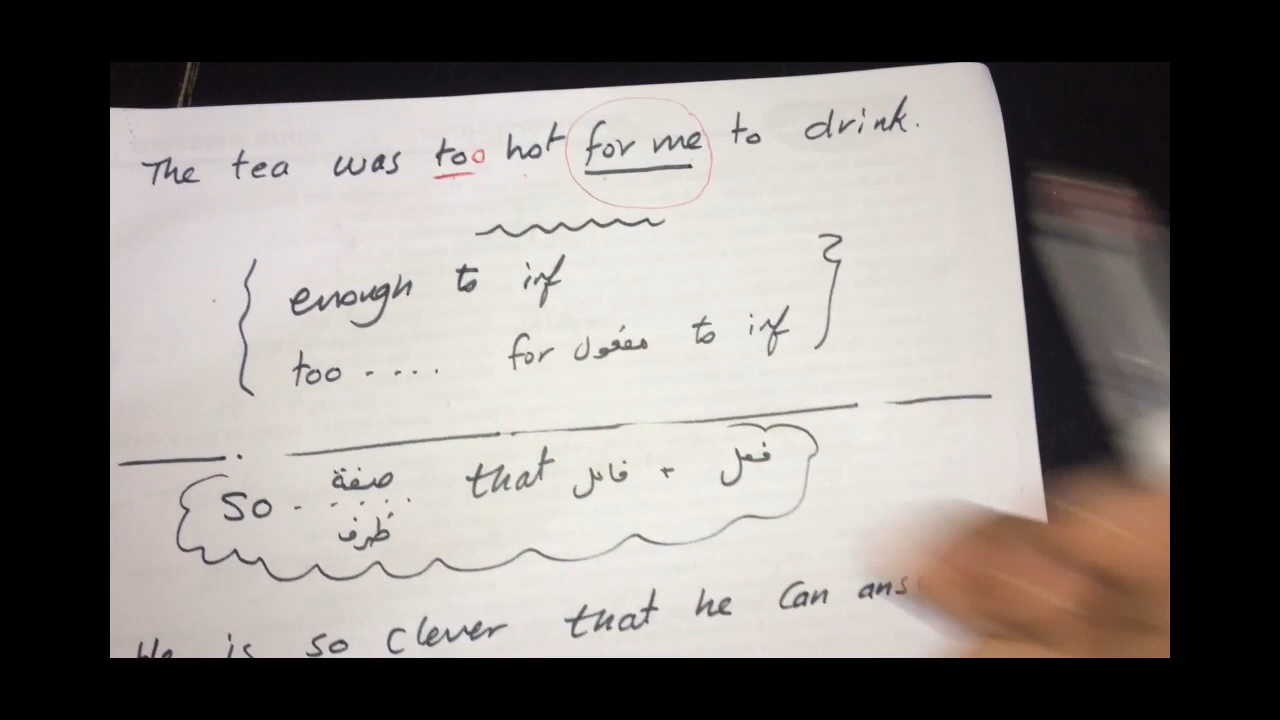 The tea was too hot for me to drink.
enough to inf
too .... for مفعول to inf
So ..... صفة that فاعل + فعل
ظرف
He is so clever that he can ans